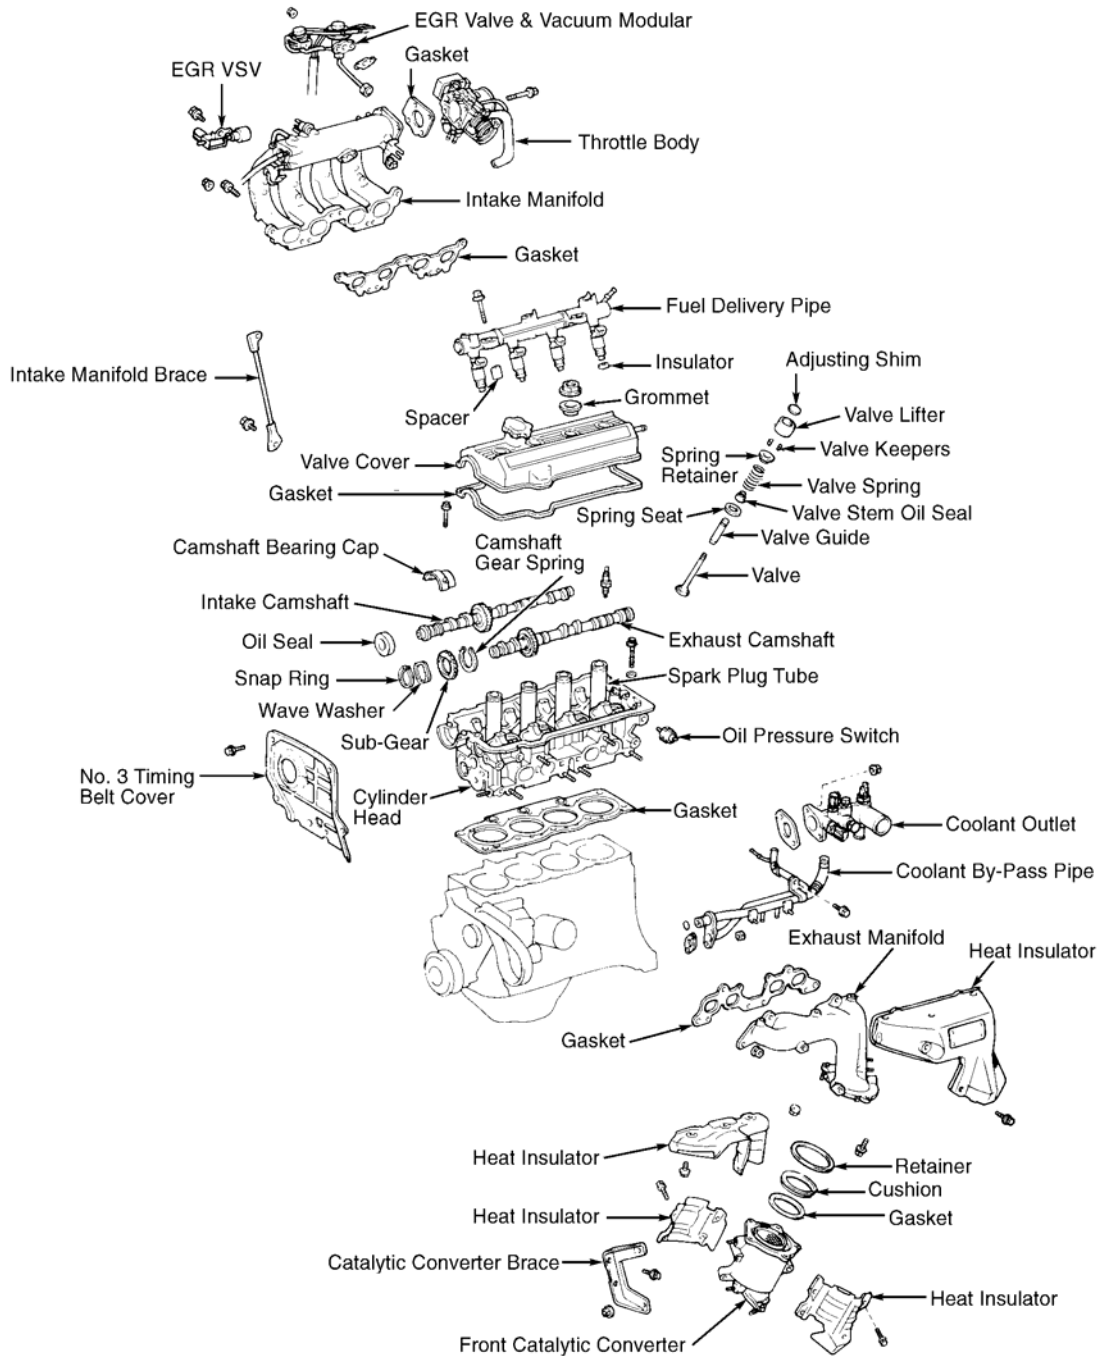 EGR Valve & Vacuum Modular
Gasket
EGR VSV
Throttle Body
Intake Manifold
Gasket
Fuel Delivery Pipe
Intake Manifold Brace
Insulator
Adjusting Shim
Spacer
Grommet
Valve Lifter
Valve Cover
Spring
Retainer
Valve Keepers
Gasket
Valve Spring
Spring Seat
Valve Stem Oil Seal
Valve Guide
Camshaft Bearing Cap
Camshaft
Gear Spring
Valve
Intake Camshaft
Oil Seal
Exhaust Camshaft
Snap Ring
Spark Plug Tube
Wave Washer
Sub-Gear
Oil Pressure Switch
No. 3 Timing
Belt Cover
Cylinder
Head
Gasket
Coolant Outlet
Coolant By-Pass Pipe
Exhaust Manifold
Heat Insulator
Gasket
Heat Insulator
Retainer
Cushion
Heat Insulator
Gasket
Catalytic Converter Brace
Heat Insulator
Front Catalytic Converter